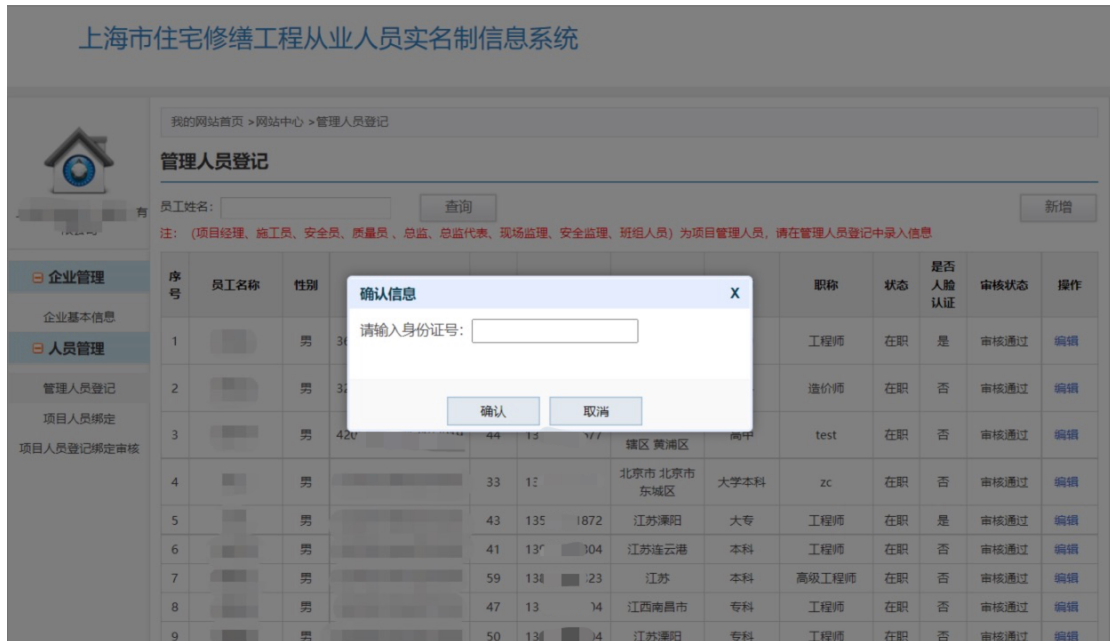 上海市住宅修缮工程从业人员实名制信息系统
我的网站首页 >网站中心 >管理人员登记
管理人员登记
有
员工姓名:
查询
新增
注: (项目经理、施工员、安全员、质量员、总监、总监代表、现场监理、安全监理、班组人员) 为项目管理人员, 请在管理人员登记中录入信息
企业管理
企业基本信息
人员管理
管理人员登记
项目人员绑定
项目人员登记绑定审核
序号 员工名称 性别 职称 状态 是否人脸认证 审核状态 操作
确认信息 X
请输入身份证号:
确认 取消
1 男 工程师 在职 是 审核通过 编辑
2 男 造价师 在职 否 审核通过 编辑
3 男 420 44 13 577 辖区 黄浦区 高中 test 在职 否 审核通过 编辑
4 男 33 北京市 北京市 东城区 大学本科 zc 在职 否 审核通过 编辑
5 男 43 135 1872 江苏溧阳 大专 工程师 在职 是 审核通过 编辑
6 男 41 江苏连云港 本科 工程师 在职 否 审核通过 编辑
7 男 59 江苏 本科 高级工程师 在职 否 审核通过 编辑
8 男 47 13 江西南昌市 专科 工程师 在职 否 审核通过 编辑
9 男 50 江苏溧阳 专科 工程师 在职 否 审核通过 编辑